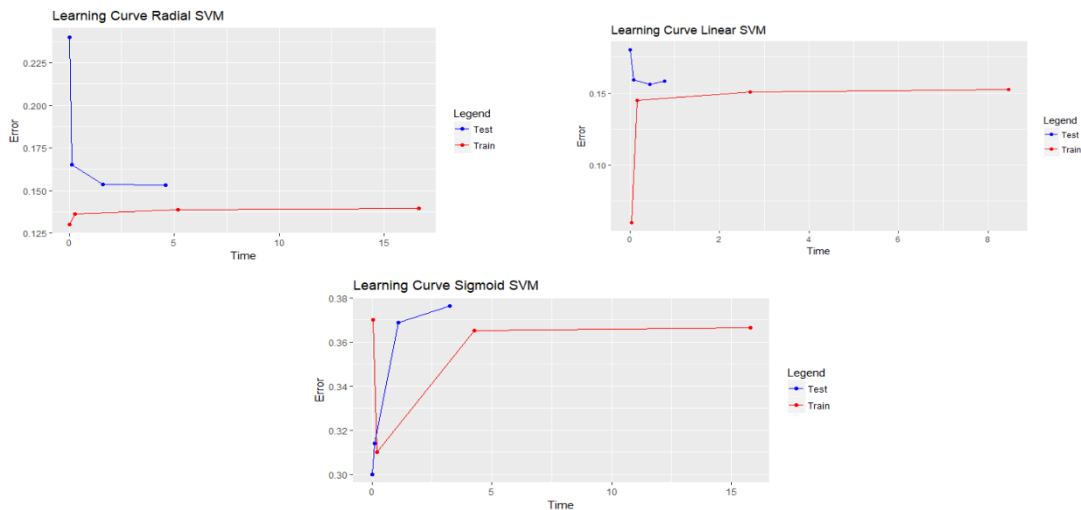 Learning Curve Radial SVM
0.225
0.200
0.175
0.150
0.125
Error
0
5
10
15
Time
Legend
Test
Train
Learning Curve Linear SVM
0.15
0.10
Error
0
2
4
6
8
Time
Legend
Test
Train
Learning Curve Sigmoid SVM
0.38
0.36
0.34
0.32
0.30
Error
0
5
10
15
Time
Legend
Test
Train